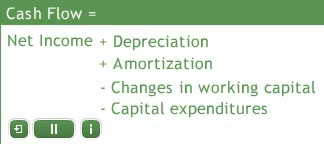 Cash Flow =
Net Income + Depreciation
+ Amortization
- Changes in working capital
- Capital expenditures
i